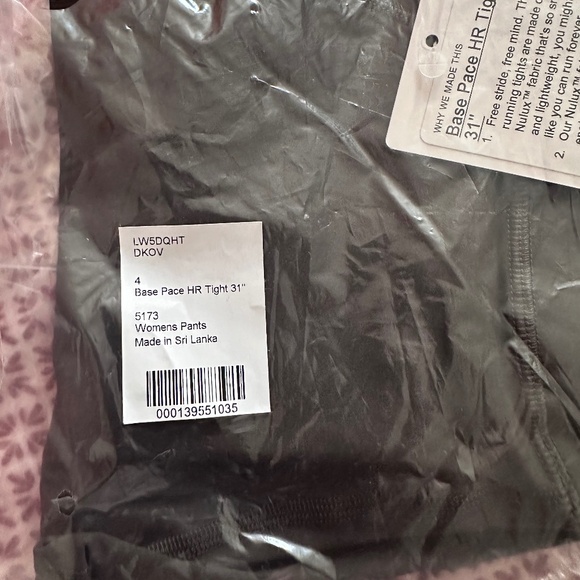 LW5DQHT
DKOV
4
Base Pace HR Tight 31"
5173
Womens Pants
Made in Sri Lanka
000139551035
WHY WE MADE THIS
Base Pace HR Tig
31"
1. Free stride, free mind. Th
running tights are made
Nulux™ fabric that's so
and lightweight, you might
like you can run forever
2. Our Nulux™